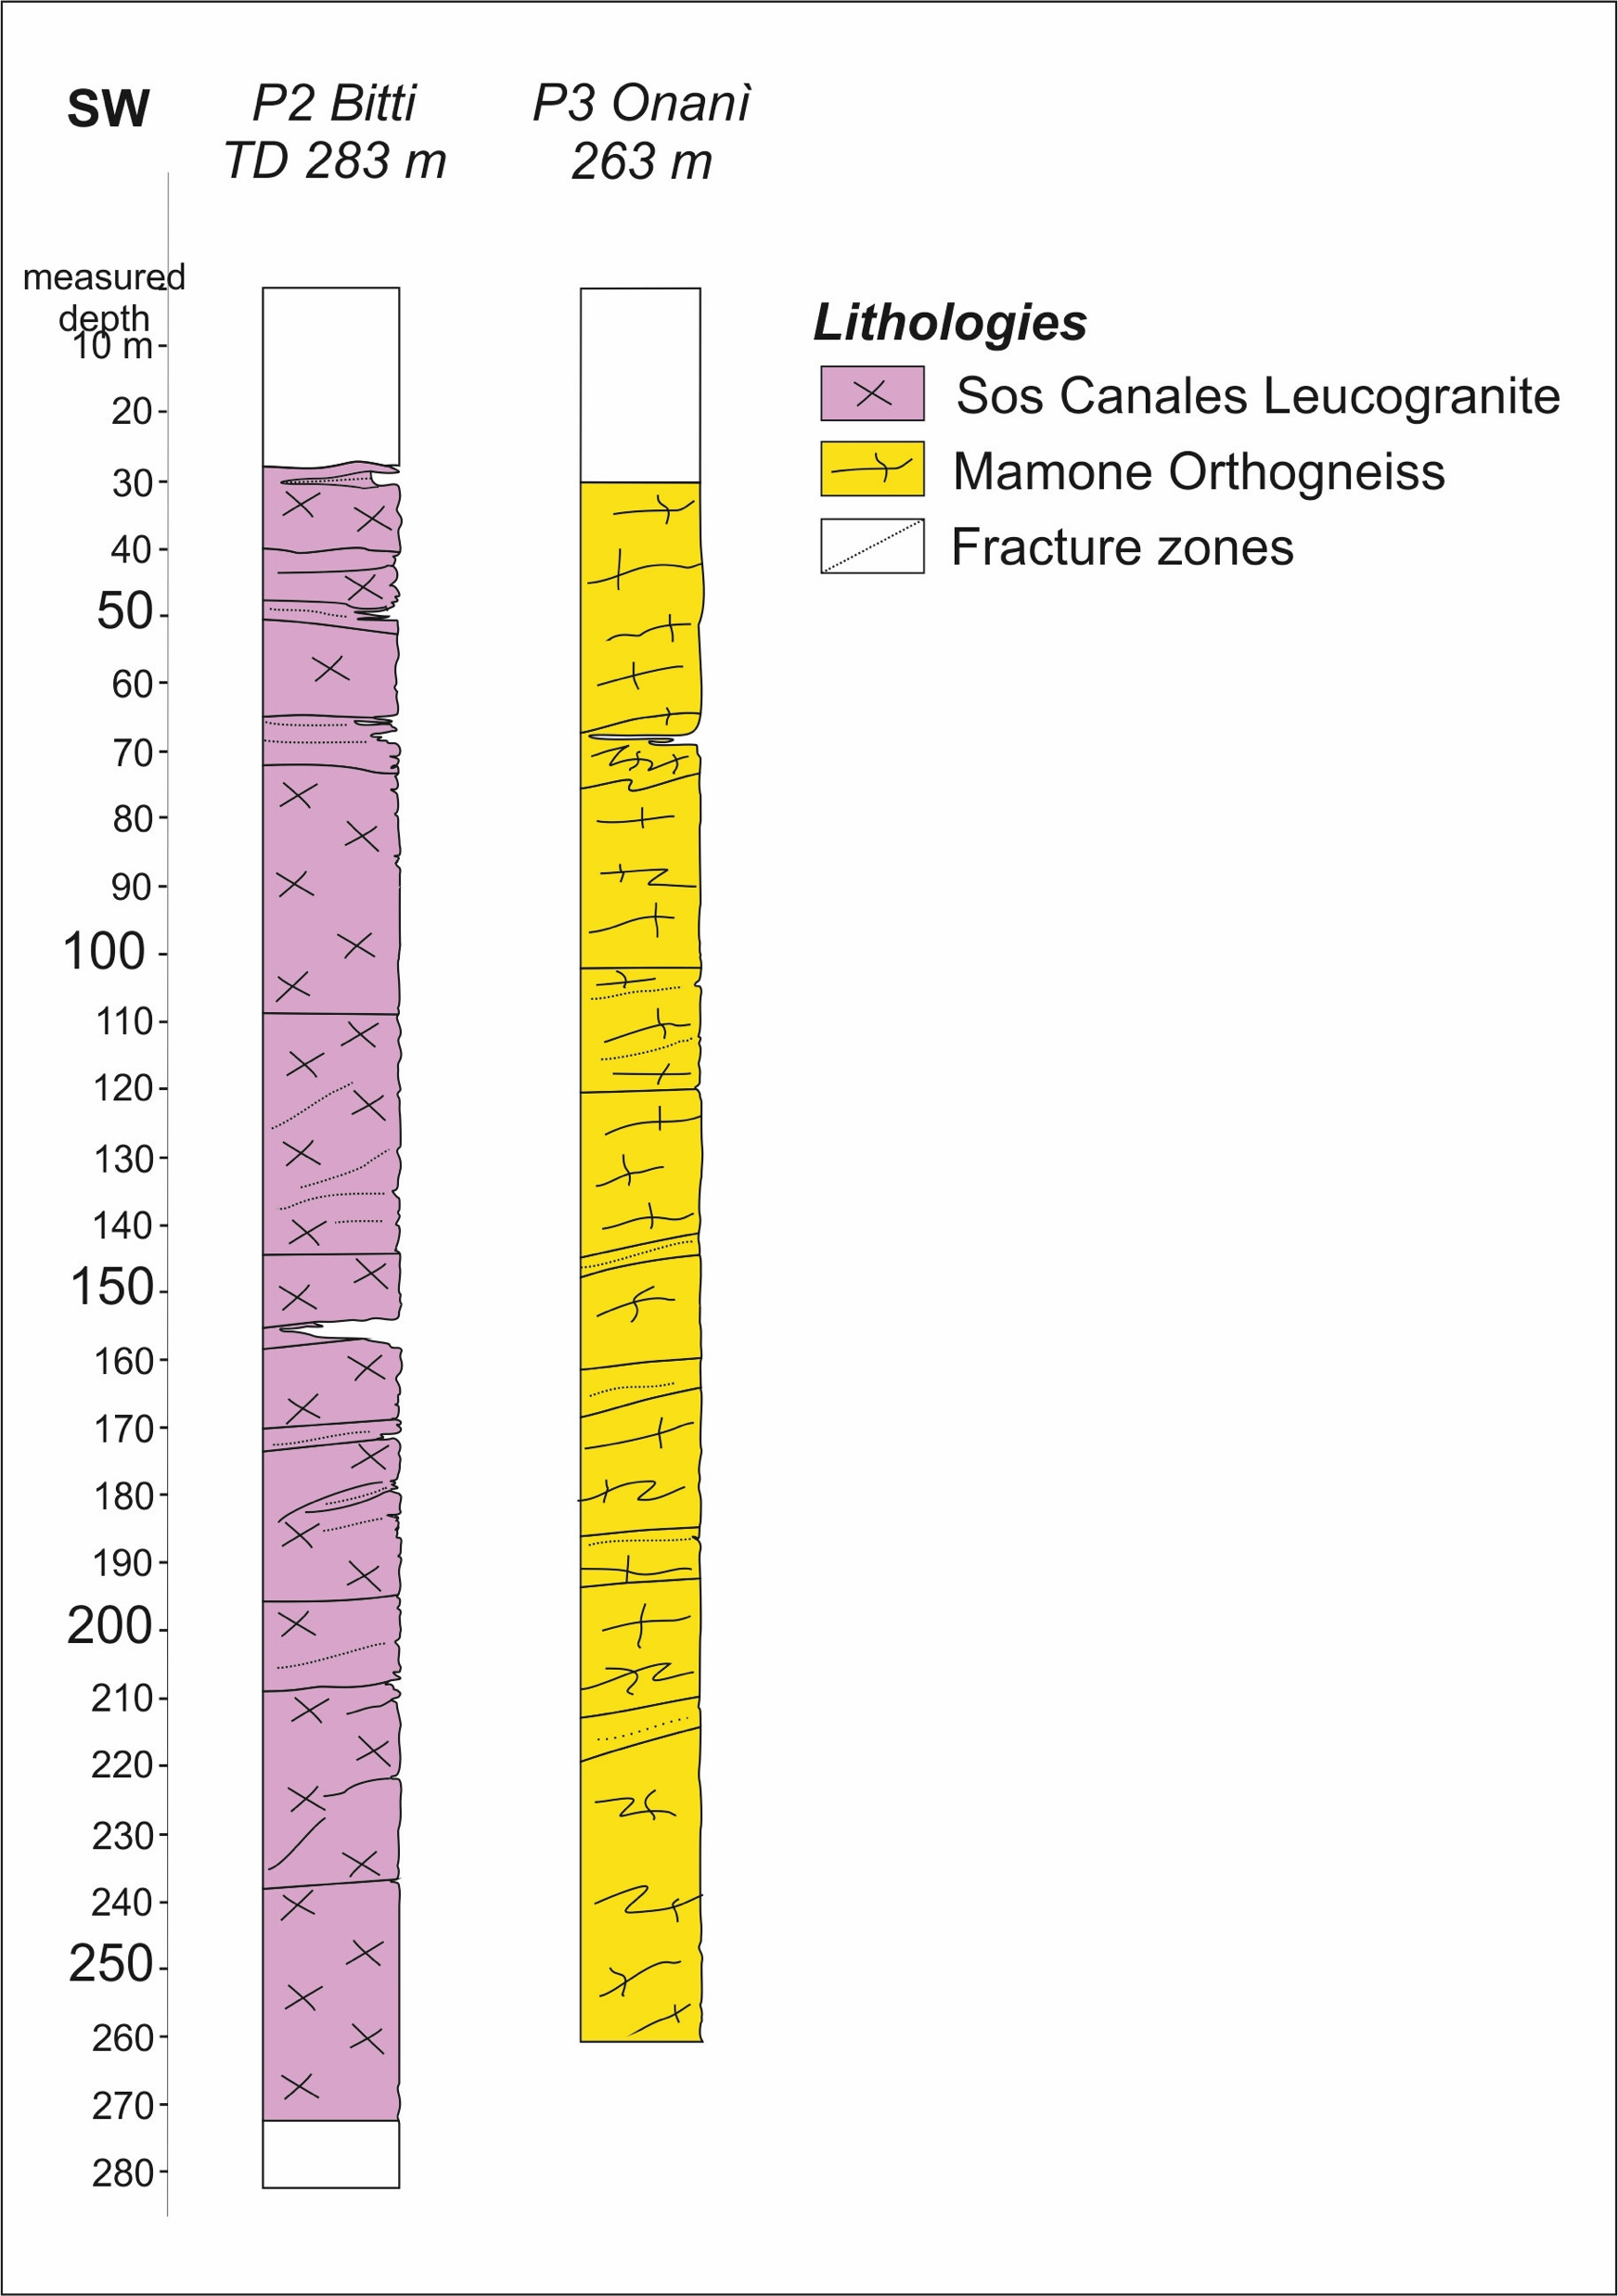 SW
P2 Bitti
TD 283 m
P3 Onanì
263 m
measured
depth
10 m
20
30
40
50
60
70
80
90
100
110
120
130
140
150
160
170
180
190
200
210
220
230
240
250
260
270
280
Lithologies
Sos Canales Leucogranite
Mamone Orthogneiss
Fracture zones